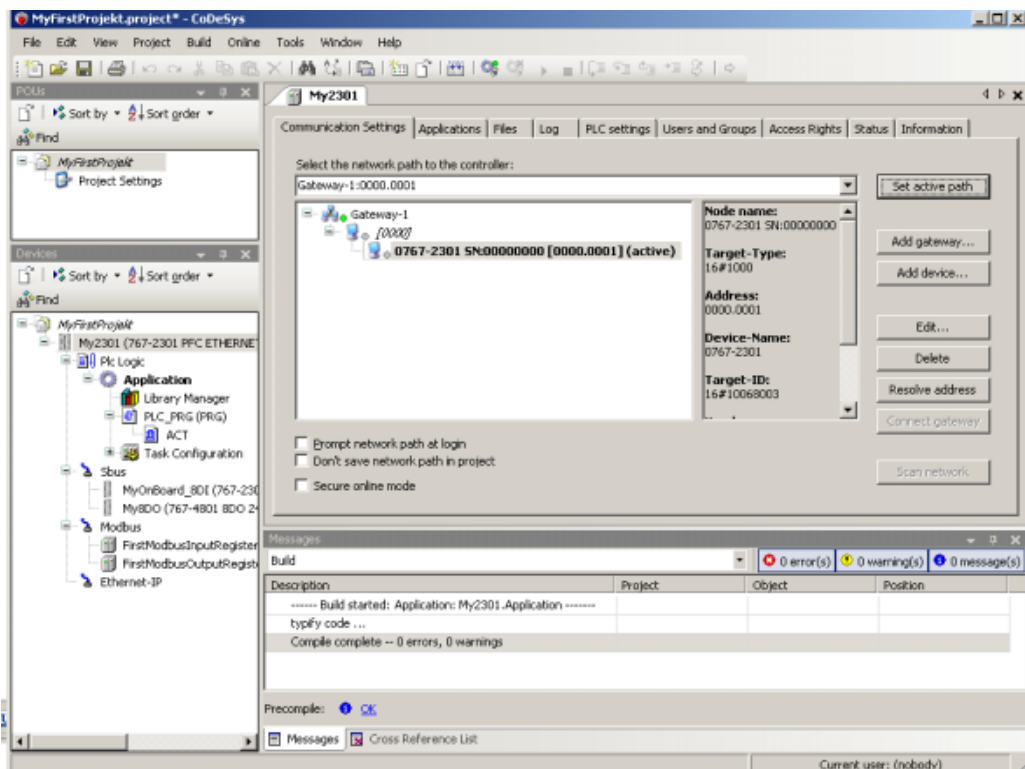 MyFirstProjekt.project* - CoDeSys
File Edit View Project Build Online Tools Window Help
POUs
Sort by Sort order
Find
MyFirstProjekt
Project Settings
Devices
Sort by Sort order
Find
MyFirstProjekt
My2301 (767-2301 PFC ETHERNET
Plc Logic
Application
Library Manager
PLC_PRG (PRG)
ACT
Task Configuration
Sbus
MyOnBoard_8DI (767-230
My8DO (767-4801 8DO 2
Modbus
FirstModbusInputRegister
FirstModbusOutputRegist
Ethernet-IP
My2301
Communication Settings Applications Files Log PLC settings Users and Groups Access Rights Status Information
Select the network path to the controller:
Gateway-1:0000.0001
Set active path
Gateway-1
[0000]
0767-2301 SN:00000000 [0000.0001] (active)
Node name:
0767-2301 SN:00000000
Target-Type:
16#1000
Address:
0000.0001
Device-Name:
0767-2301
Target-ID:
16#10068003
Add gateway...
Add device...
Edit...
Delete
Resolve address
Connect gateway
Scan network
Prompt network path at login
Don't save network path in project
Secure online mode
Messages
Build 0 error(s) 0 warning(s) 0 message(s)
Description Project Object Position
------ Build started: Application: My2301.Application -------
typify code ...
Compile complete -- 0 errors, 0 warnings
Precompile: OK
Messages Cross Reference List
Current user: (nobody)